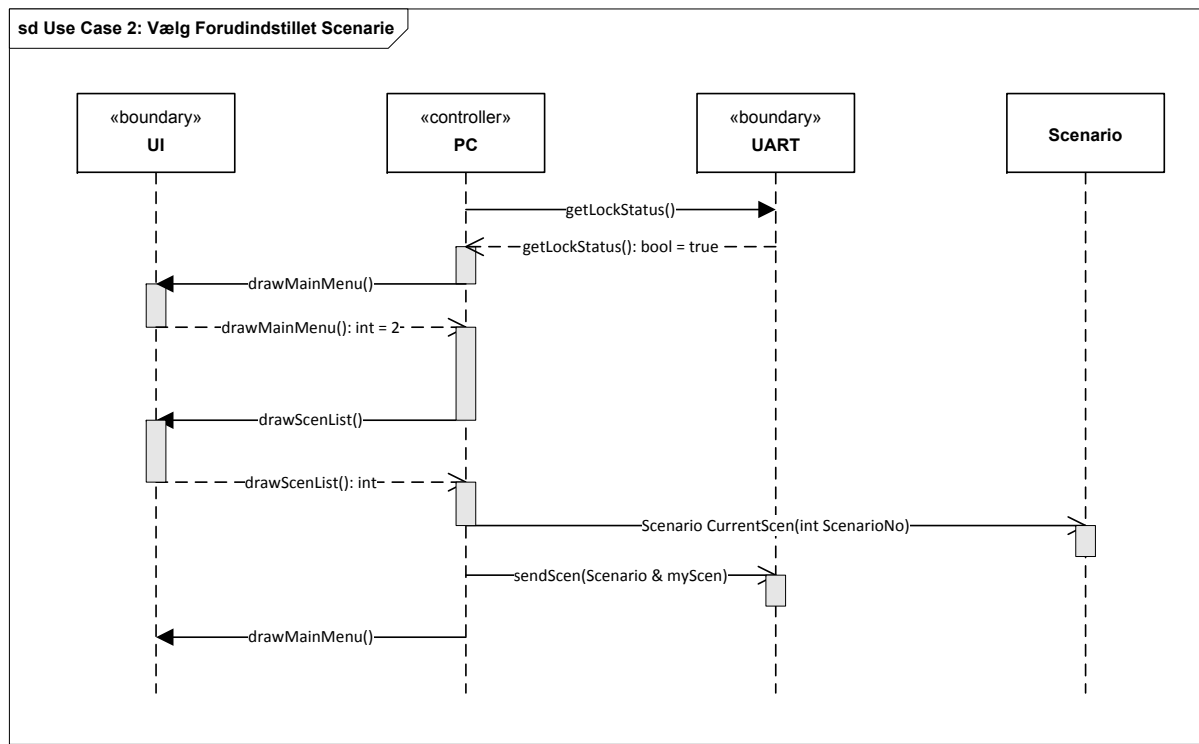 sd Use Case 2: Vælg Forudindstillet Scenarie
«boundary»
UI
«controller»
PC
«boundary»
UART
Scenario
getLockStatus()
getLockStatus(): bool = true
drawMainMenu()
drawMainMenu(): int = 2
drawScenList()
drawScenList(): int
Scenario CurrentScen(int ScenarioNo)
sendScen(Scenario & myScen)
drawMainMenu()